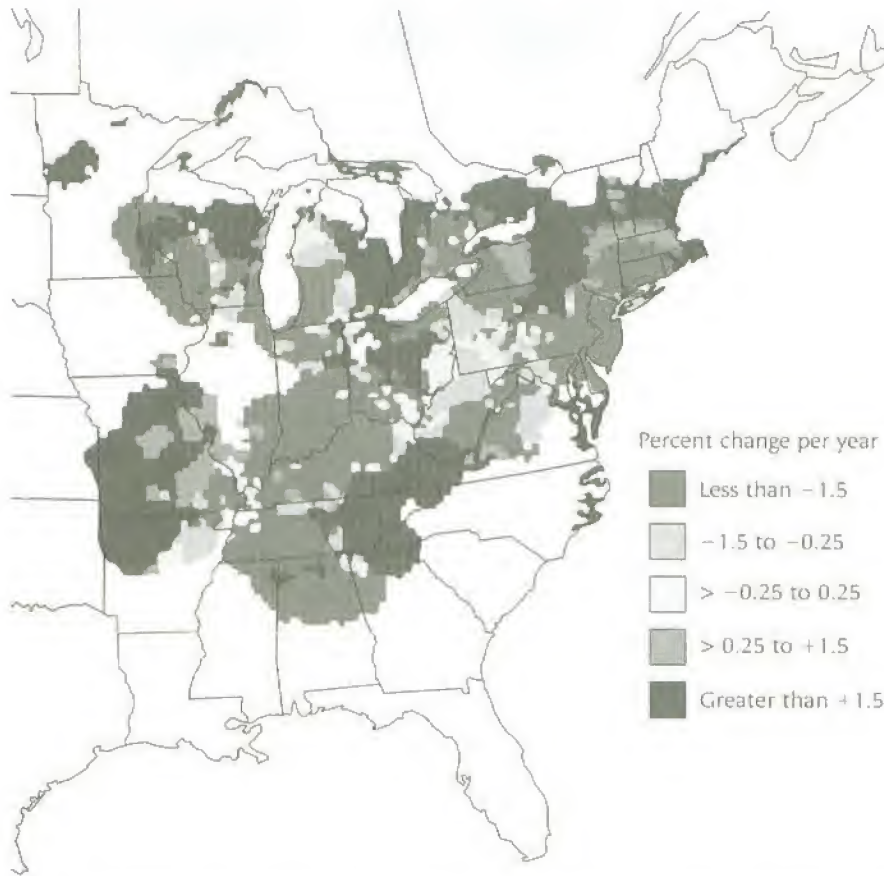 Percent change per year
Less than −1.5
−1.5 to −0.25
> −0.25 to 0.25
> 0.25 to +1.5
Greater than +1.5